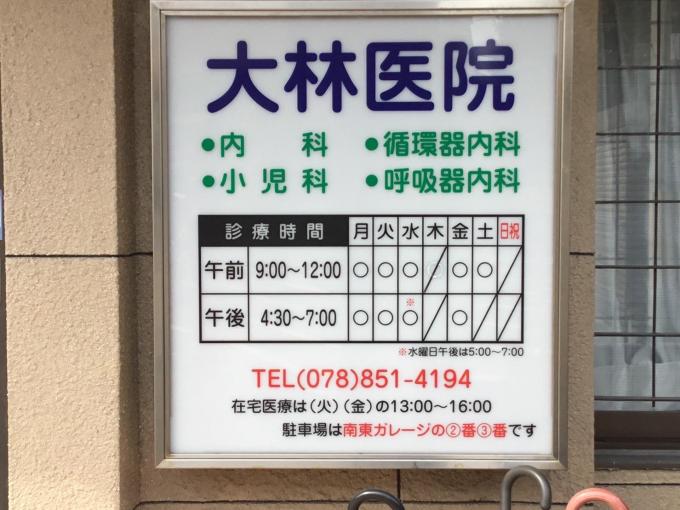 大林医院
●内科 ●循環器内科
●小児科 ●呼吸器内科
診療時間 月 火 水 木 金 土 日祝
午前 9:00～12:00 ○ ○ ○ ／ ○ ○ ／
午後 4:30～7:00 ○ ○ ※○ ／ ○ ／ ／
※水曜日午後は5:00～7:00
TEL(078)851-4194
在宅医療は(火)(金)の13:00～16:00
駐車場は南東ガレージの②番③番です